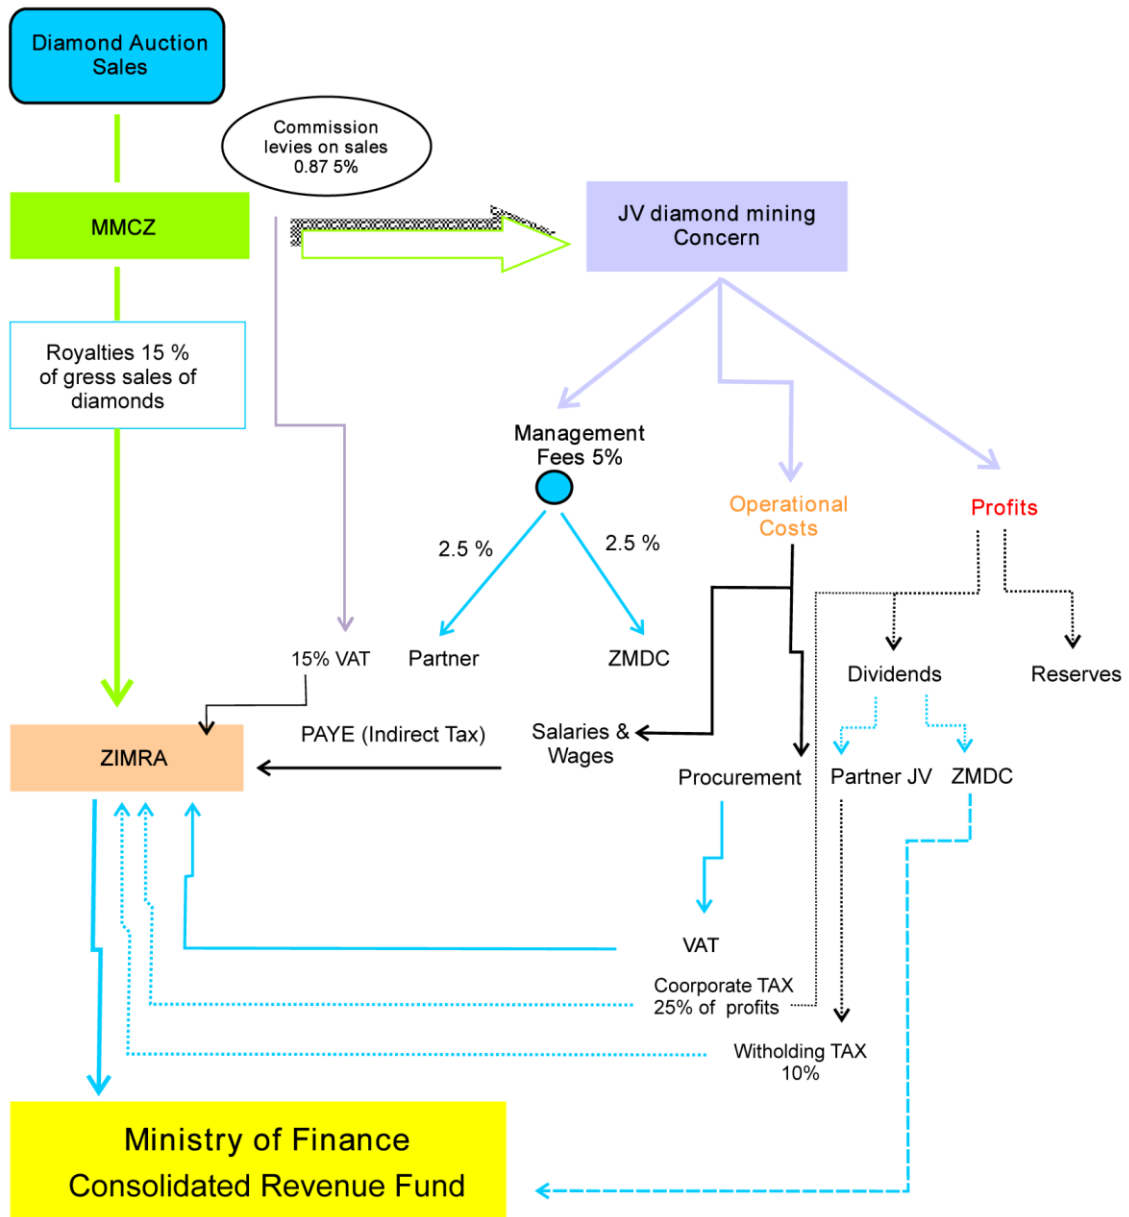 Diamond Auction
Sales
Commission
levies on sales
0.87 5%
MMCZ
JV diamond mining
Concern
Royalties 15 %
of gress sales of
diamonds
Management
Fees 5%
Operational
Costs
Profits
2.5 %
2.5 %
15% VAT
Partner
ZMDC
Dividends
Reserves
ZIMRA
PAYE (Indirect Tax)
Salaries &
Wages
Procurement
Partner JV
ZMDC
VAT
Coorporate TAX
25% of profits
Witholding TAX
10%
Ministry of Finance
Consolidated Revenue Fund